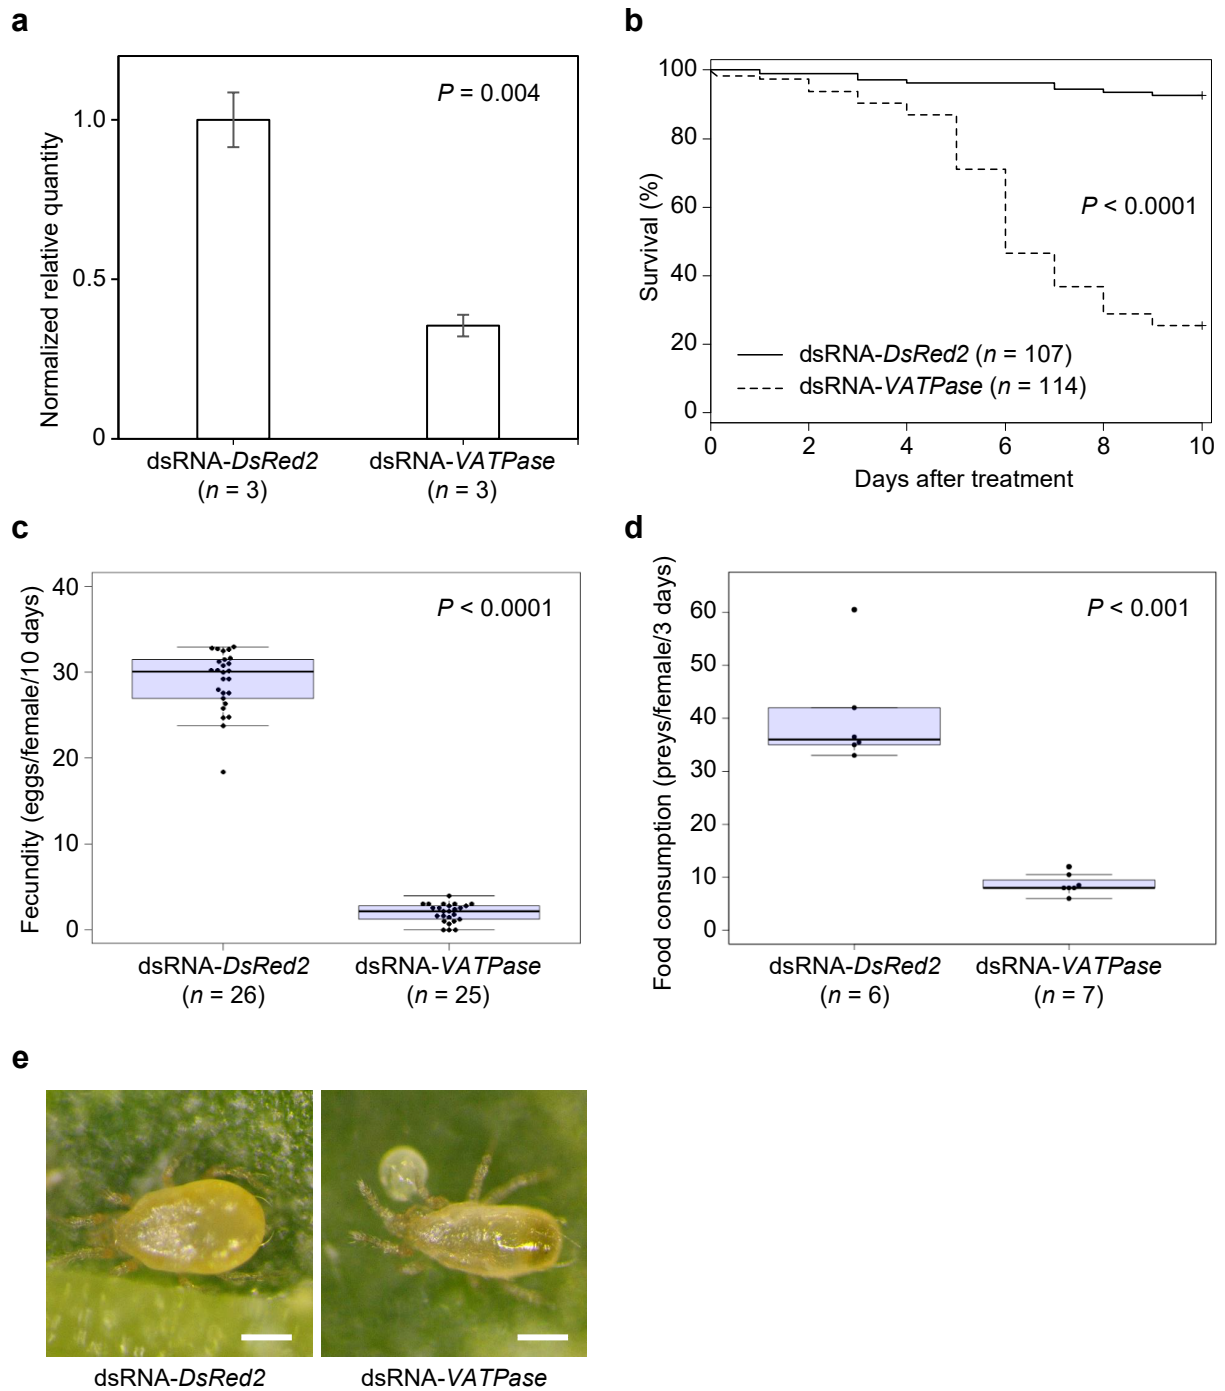 a
P = 0.004
Normalized relative quantity
1.0
0.5
0
dsRNA-DsRed2
(n = 3)
dsRNA-VATPase
(n = 3)
b
P < 0.0001
Survival (%)
100
80
60
40
20
0
dsRNA-DsRed2 (n = 107)
dsRNA-VATPase (n = 114)
0 2 4 6 8 10
Days after treatment
c
P < 0.0001
Fecundity (eggs/female/10 days)
40
30
20
10
0
dsRNA-DsRed2
(n = 26)
dsRNA-VATPase
(n = 25)
d
P < 0.001
Food consumption (preys/female/3 days)
60
50
40
30
20
10
0
dsRNA-DsRed2
(n = 6)
dsRNA-VATPase
(n = 7)
e
dsRNA-DsRed2
dsRNA-VATPase